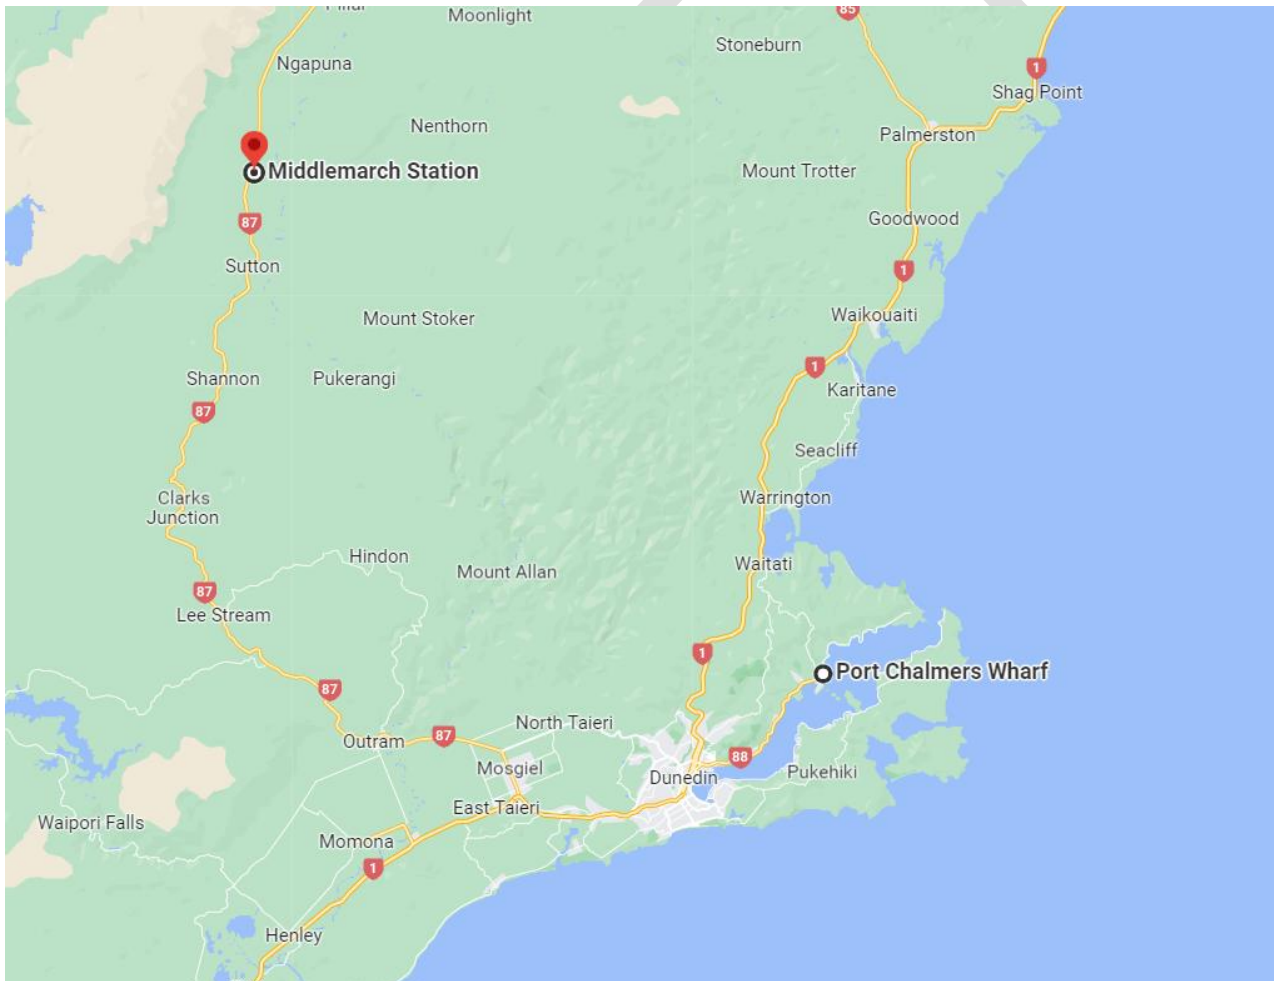 Moonlight
85
Stoneburn
Ngapuna
1
Shag Point
Nenthorn
Palmerston
Middlemarch Station
Mount Trotter
87
Goodwood
Sutton
1
Mount Stoker
Waikouaiti
1
Shannon
Pukerangi
Karitane
87
Seacliff
Clarks
Junction
Warrington
Hindon
Mount Allan
Waitati
87
Lee Stream
1
Port Chalmers Wharf
87
North Taieri
Outram
87
88
Mosgiel
Dunedin
Pukehiki
East Taieri
Waipori Falls
Momona
1
Henley